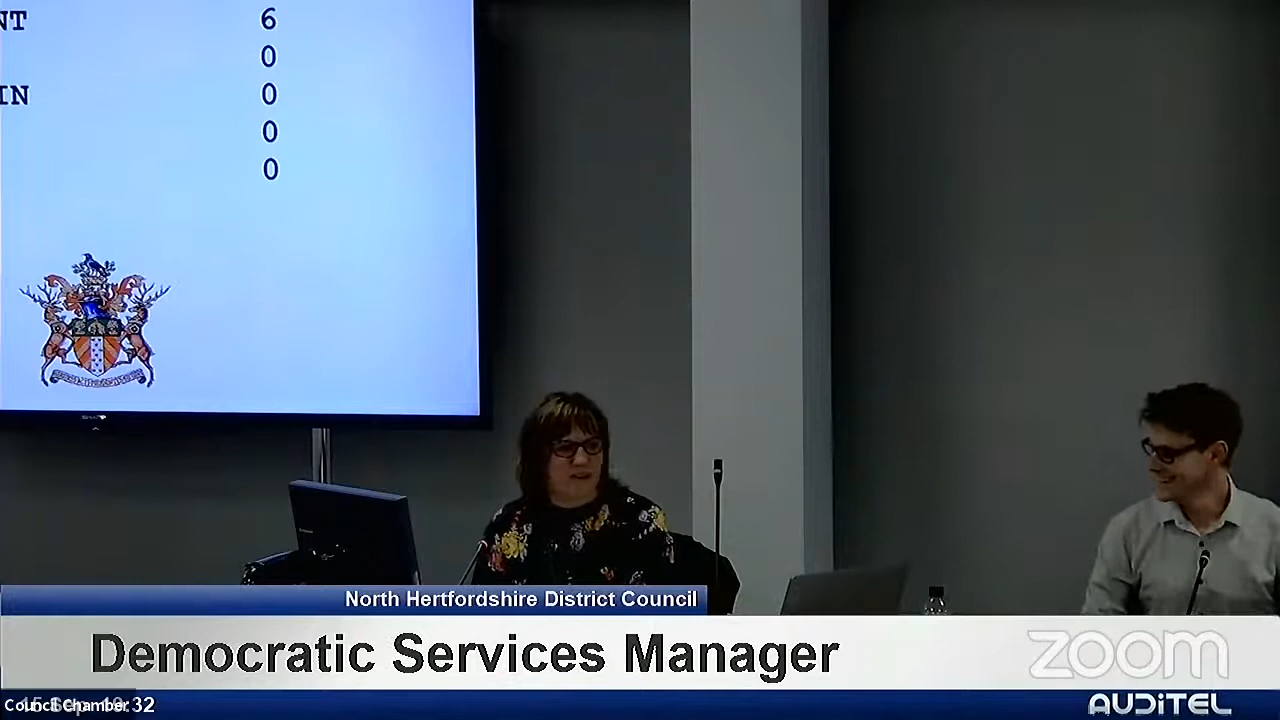 NT 6
0
IN 0
0
0
North Hertfordshire District Council
Democratic Services Manager
zoom
Council Chamber
:32
AUDiTEL